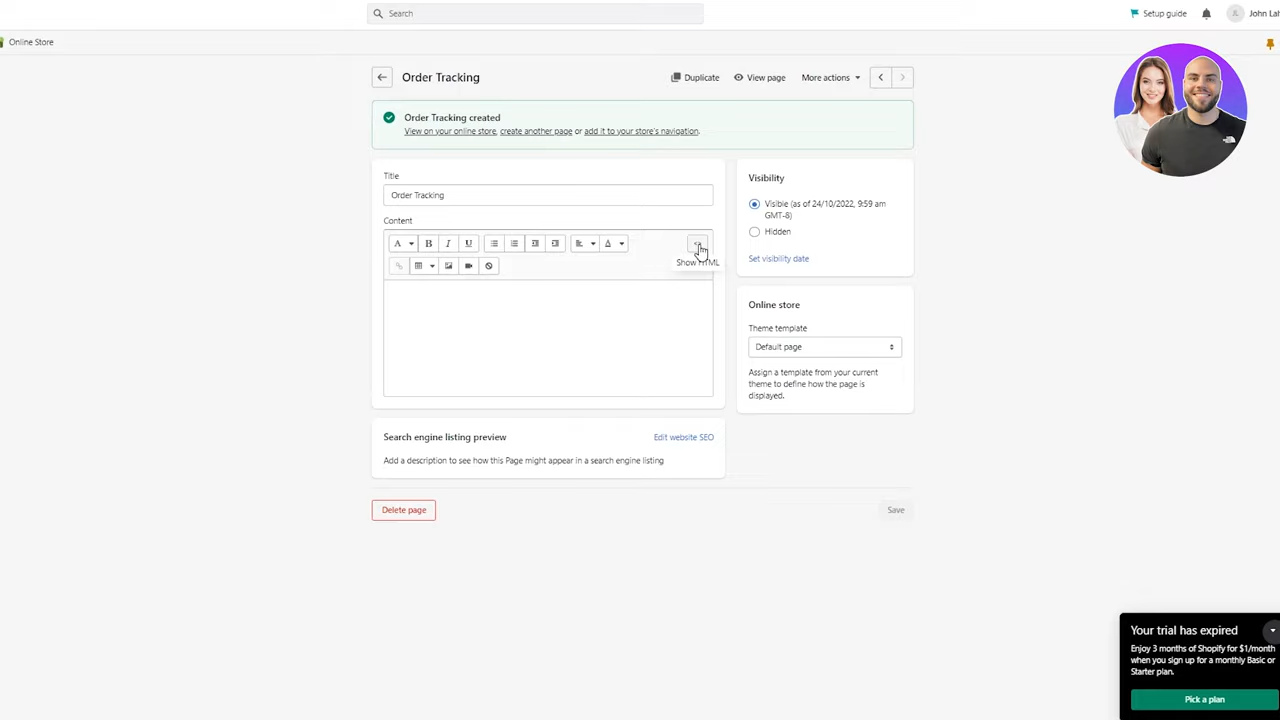 Search
Setup guide
John Lal
Online Store
Order Tracking
Duplicate
View page
More actions
Order Tracking created
View on your online store, create another page or add it to your store's navigation.
Title
Order Tracking
Content
A
B
I
U
A
<>
Show HTML
Search engine listing preview
Edit website SEO
Add a description to see how this Page might appear in a search engine listing
Delete page
Save
Visibility
Visible (as of 24/10/2022, 9:59 am
GMT-8)
Hidden
Set visibility date
Online store
Theme template
Default page
Assign a template from your current
theme to define how the page is
displayed.
Your trial has expired
Enjoy 3 months of Shopify for $1/month
when you sign up for a monthly Basic or
Starter plan.
Pick a plan